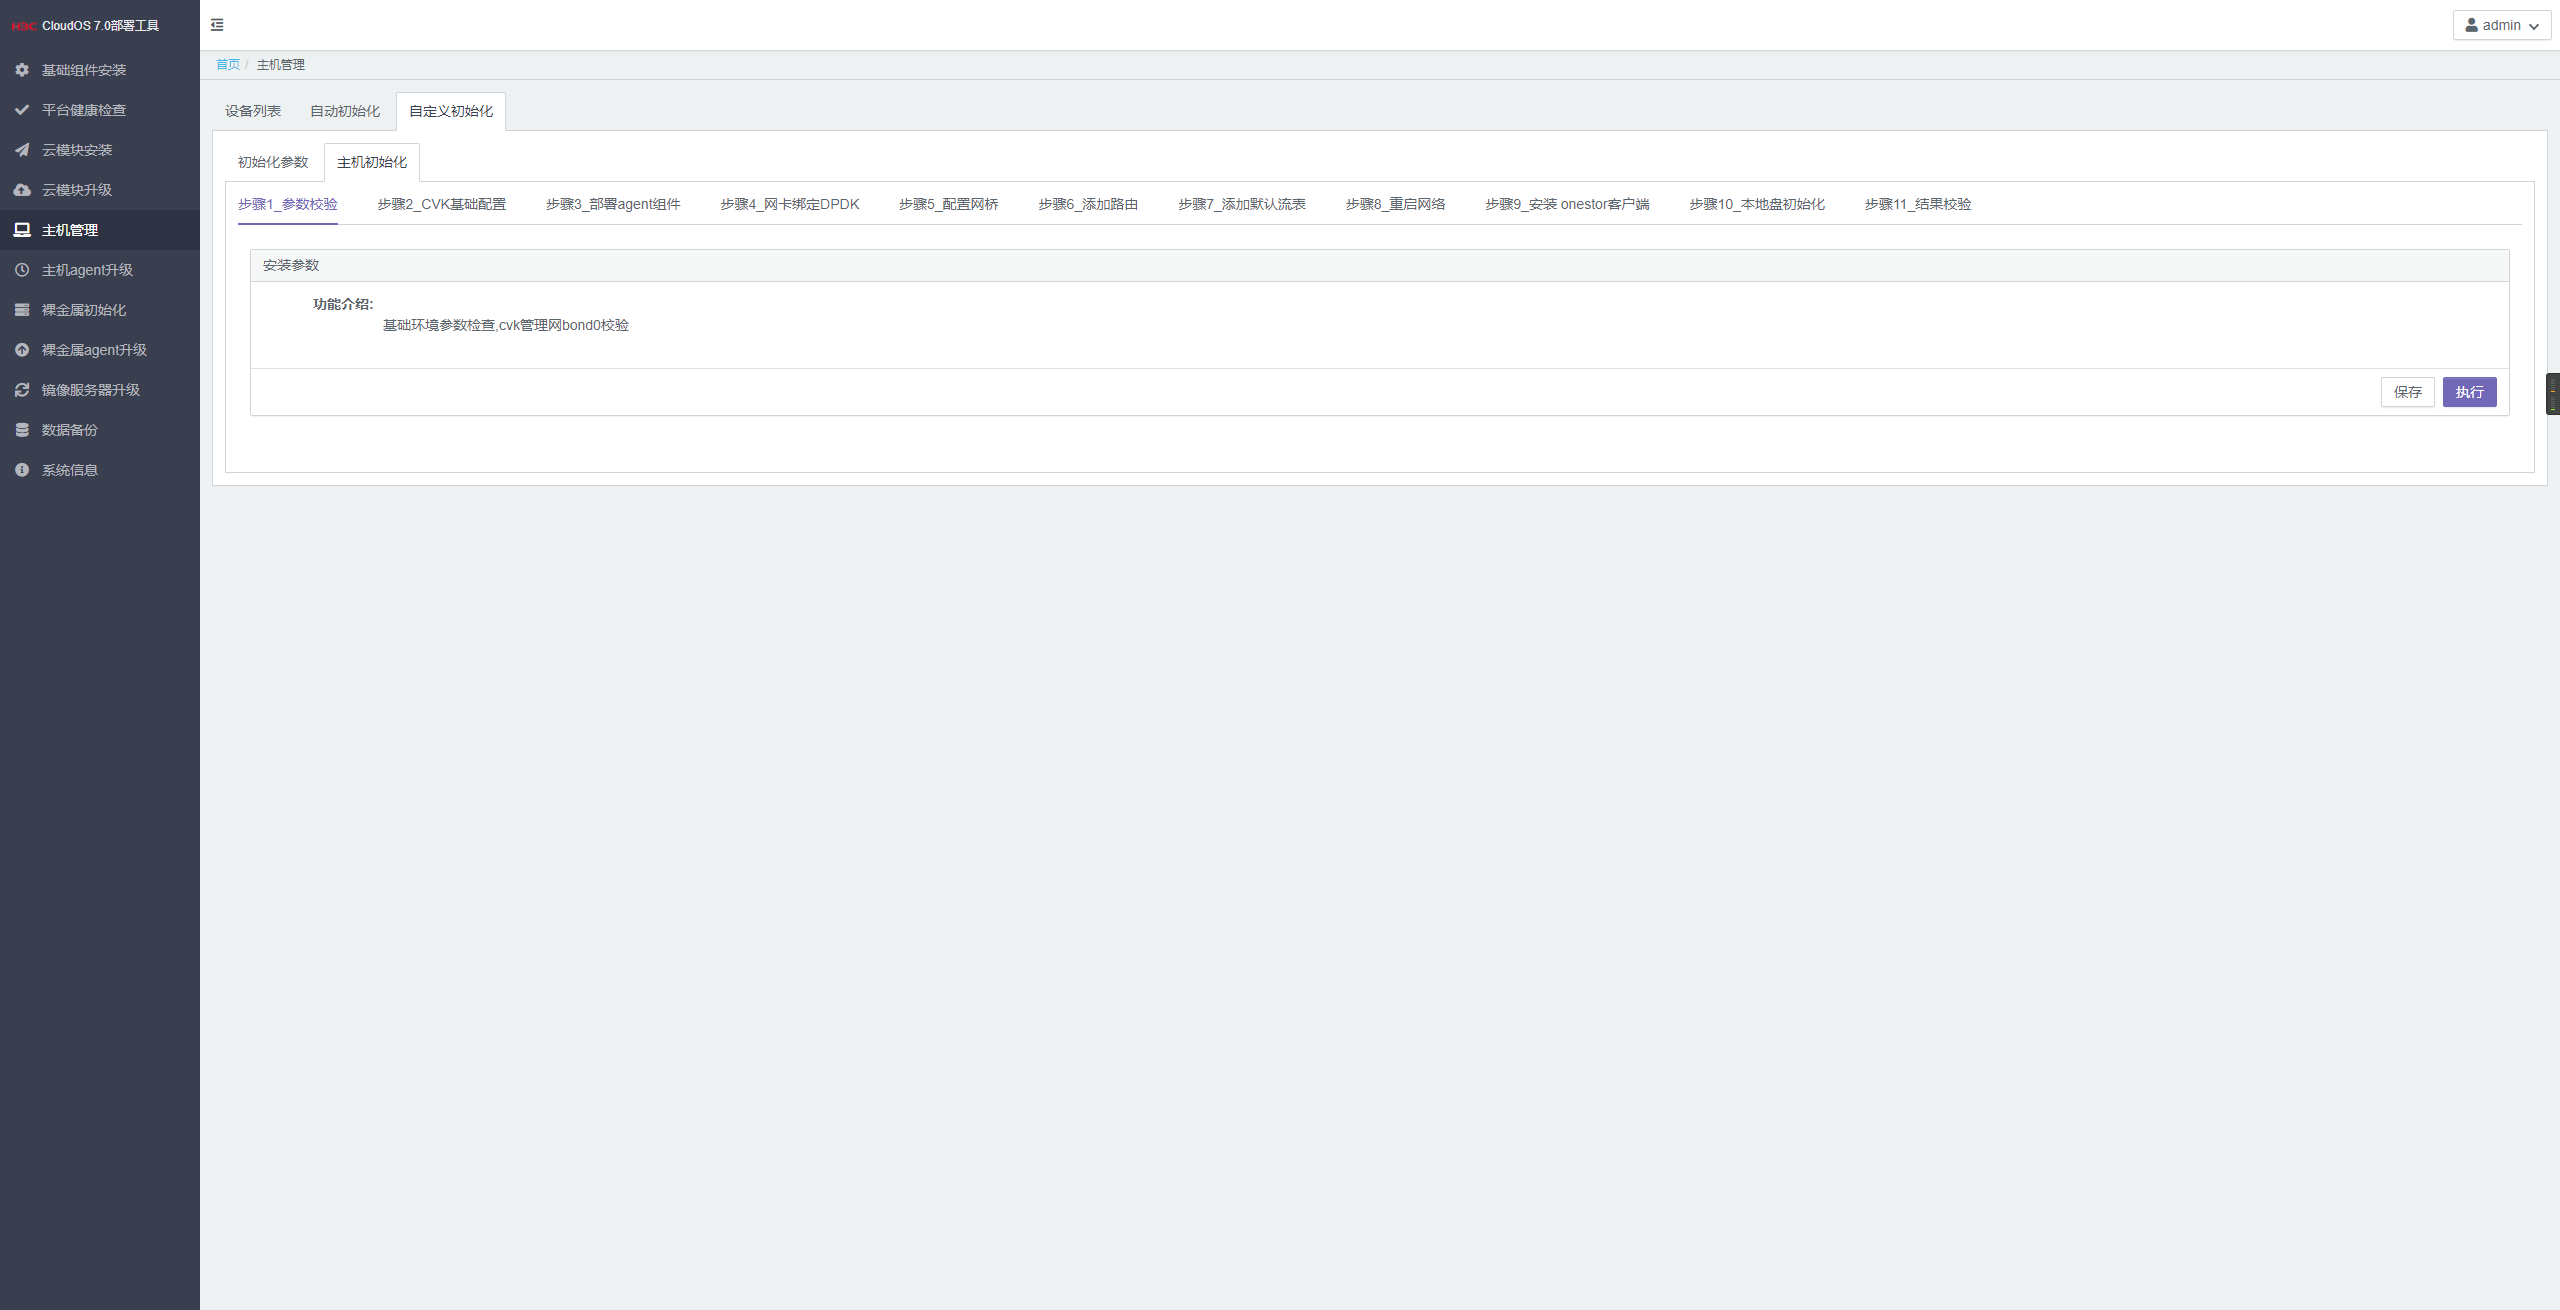 H3C CloudOS 7.0部署工具
admin
基础组件安装
平台健康检查
云模块安装
云模块升级
主机管理
主机agent升级
裸金属初始化
裸金属agent升级
镜像服务器升级
数据备份
系统信息
首页 / 主机管理
设备列表 自动初始化 自定义初始化
初始化参数 主机初始化
步骤1_参数校验 步骤2_CVK基础配置 步骤3_部署agent组件 步骤4_网卡绑定DPDK 步骤5_配置网桥 步骤6_添加路由 步骤7_添加默认流表 步骤8_重启网络 步骤9_安装 onestor客户端 步骤10_本地盘初始化 步骤11_结果校验
安装参数
功能介绍:
基础环境参数检查,cvk管理网bond0校验
保存 执行